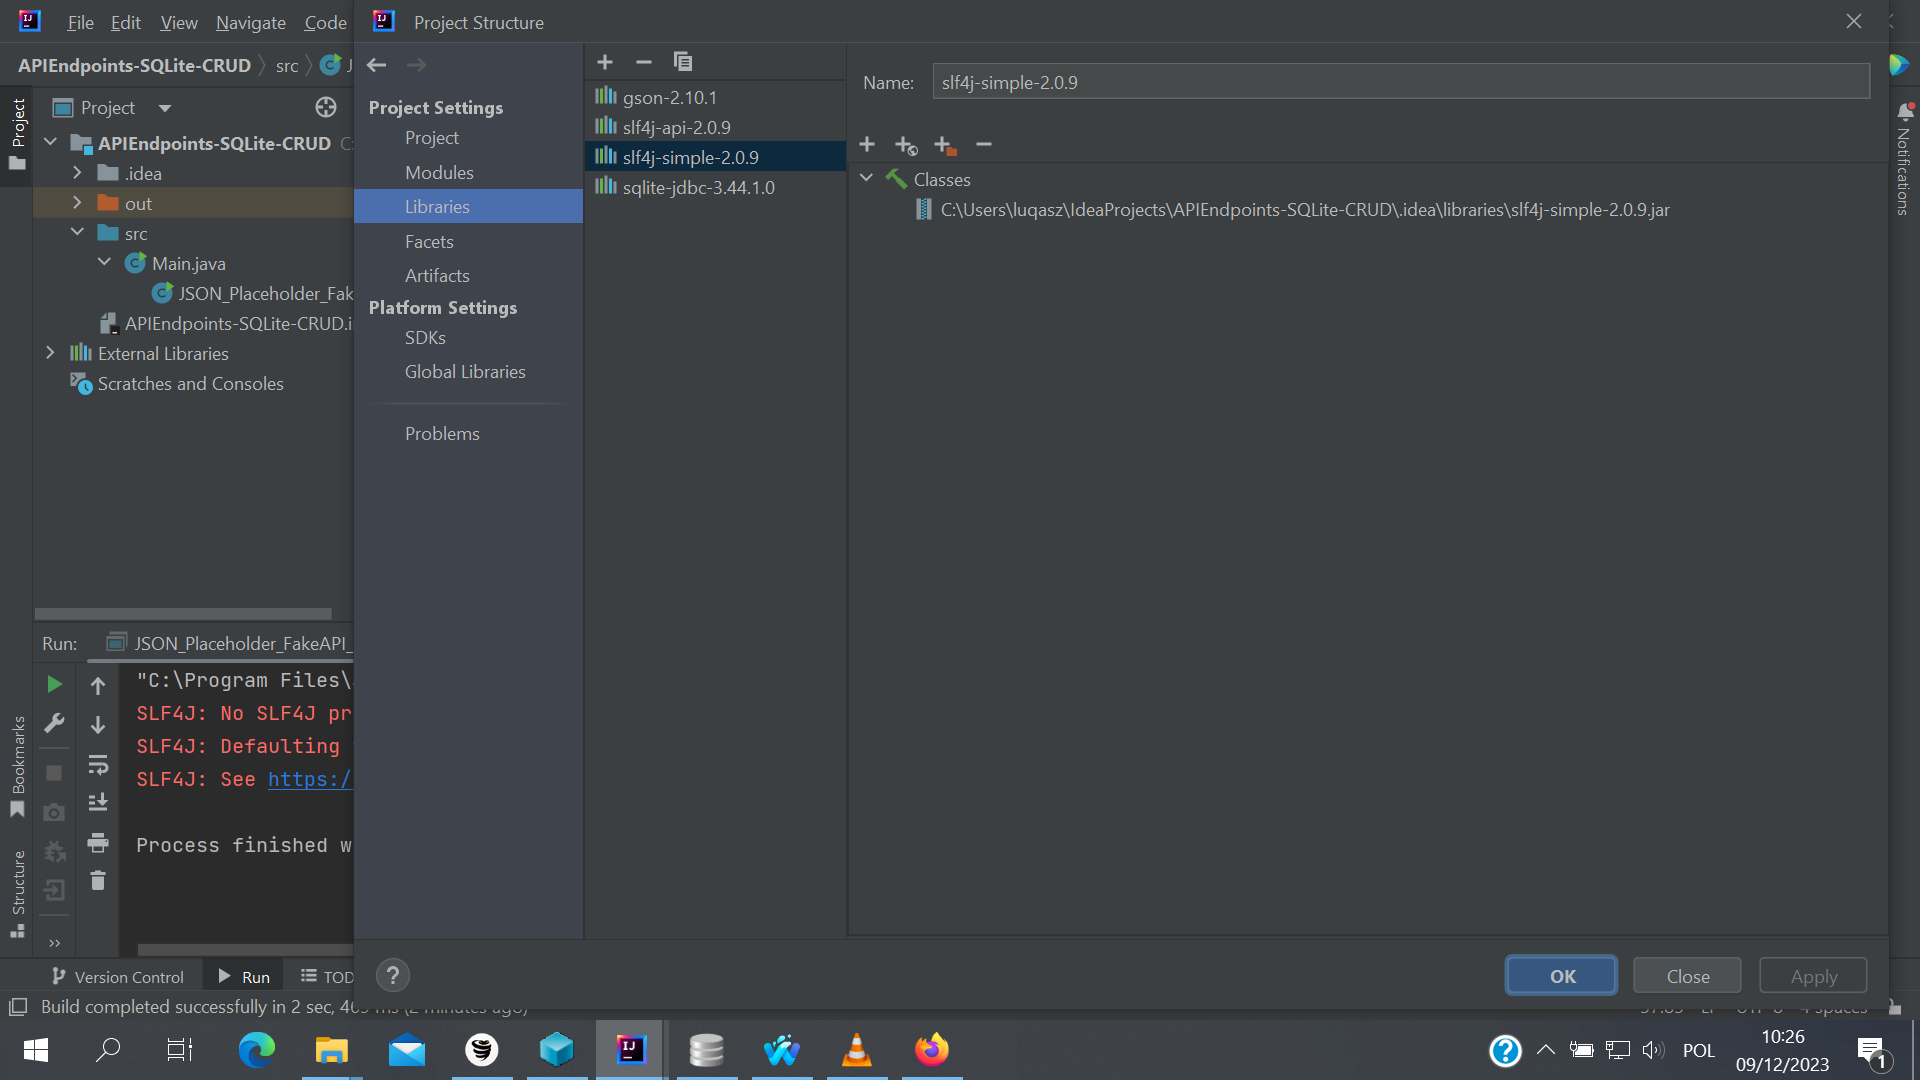 File Edit View Navigate Code
Project Structure
APIEndpoints-SQLite-CRUD
src
Project
Name:
slf4j-simple-2.0.9
Project
APIEndpoints-SQLite-CRUD
.idea
out
src
Main.java
JSON_Placeholder_Fak
APIEndpoints-SQLite-CRUD.i
External Libraries
Scratches and Consoles
Project Settings
Project
Modules
Libraries
Facets
Artifacts
Platform Settings
SDKs
Global Libraries
Problems
gson-2.10.1
slf4j-api-2.0.9
slf4j-simple-2.0.9
sqlite-jdbc-3.44.1.0
Classes
C:\Users\luqasz\IdeaProjects\APIEndpoints-SQLite-CRUD\.idea\libraries\slf4j-simple-2.0.9.jar
Notifications
Run:
JSON_Placeholder_FakeAPI_
"C:\Program Files\
SLF4J: No SLF4J pr
SLF4J: Defaulting
SLF4J: See https:/
Process finished w
Bookmarks
Structure
Version Control
Run
TOD
?
OK
Close
Apply
Build completed successfully in 2 sec, 46
POL
10:26
09/12/2023
1